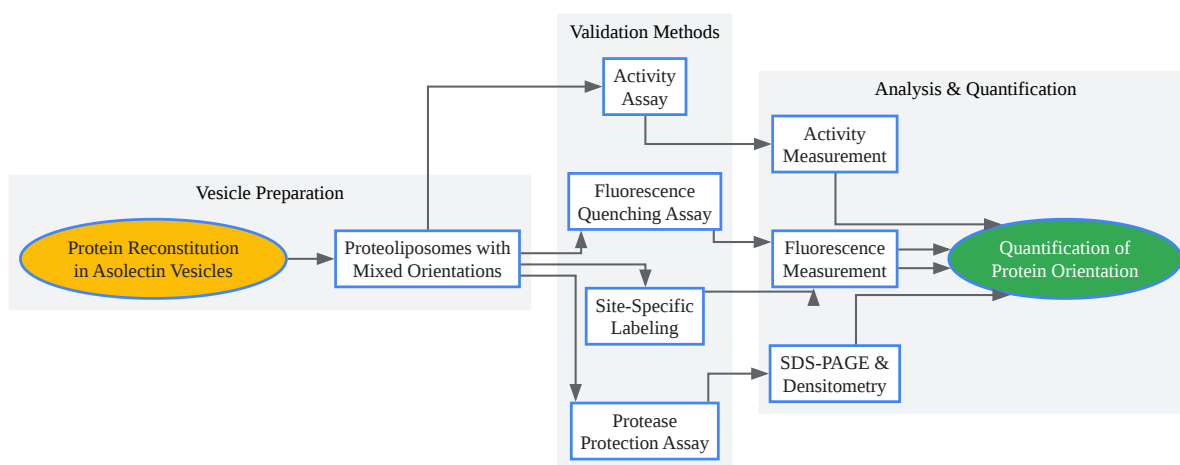 Vesicle Preparation
Protein Reconstitution
in Asolectin Vesicles
Proteoliposomes with
Mixed Orientations
Validation Methods
Activity
Assay
Fluorescence
Quenching Assay
Site-Specific
Labeling
Protease
Protection Assay
Analysis & Quantification
Activity
Measurement
Fluorescence
Measurement
SDS-PAGE &
Densitometry
Quantification of
Protein Orientation